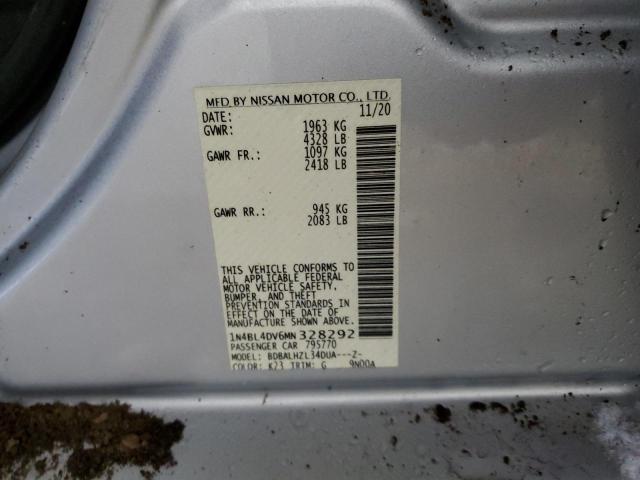 MFD. BY NISSAN MOTOR CO., LTD.
DATE: 11/20
GVWR: 1963 KG
4328 LB
GAWR FR.: 1097 KG
2418 LB
GAWR RR.: 945 KG
2083 LB
THIS VEHICLE CONFORMS TO
ALL APPLICABLE FEDERAL
MOTOR VEHICLE SAFETY,
BUMPER, AND THEFT
PREVENTION STANDARDS IN
EFFECT ON THE DATE OF
MANUFACTURE SHOWN ABOVE.
1N4BL4DV6MN328292
PASSENGER CAR 795770
MODEL: BDBALHZL34DUA---Z-
COLOR: K23 TRIM: G 9N00A